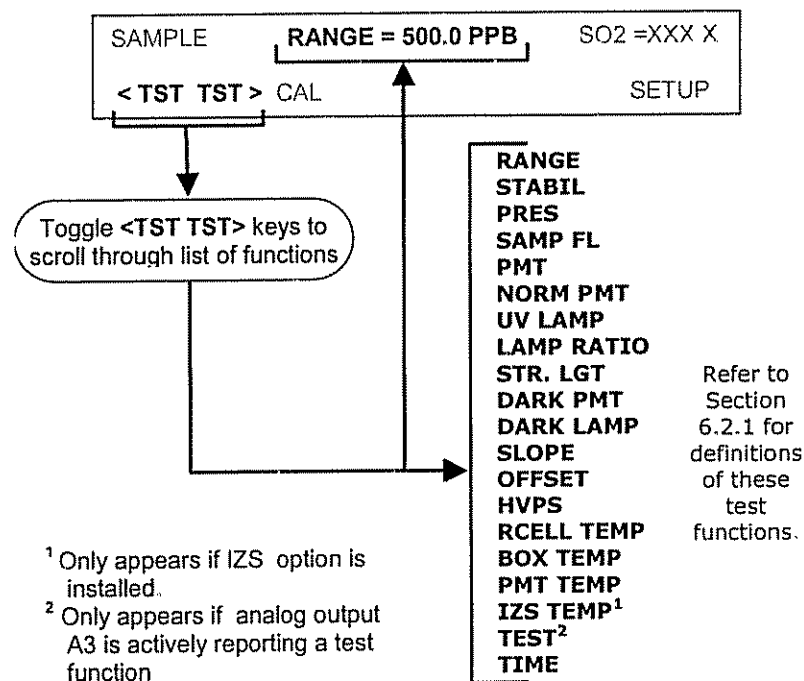 SAMPLE RANGE = 500.0 PPB SO2 =XXX X
< TST TST > CAL SETUP
Toggle <TST TST> keys to
scroll through list of functions
RANGE
STABIL
PRES
SAMP FL
PMT
NORM PMT
UV LAMP
LAMP RATIO
STR. LGT
DARK PMT
DARK LAMP
SLOPE
OFFSET
HVPS
RCELL TEMP
BOX TEMP
PMT TEMP
IZS TEMP¹
TEST²
TIME
Refer to
Section
6.2.1 for
definitions
of these
test
functions.
¹ Only appears if IZS option is
installed.
² Only appears if analog output
A3 is actively reporting a test
function